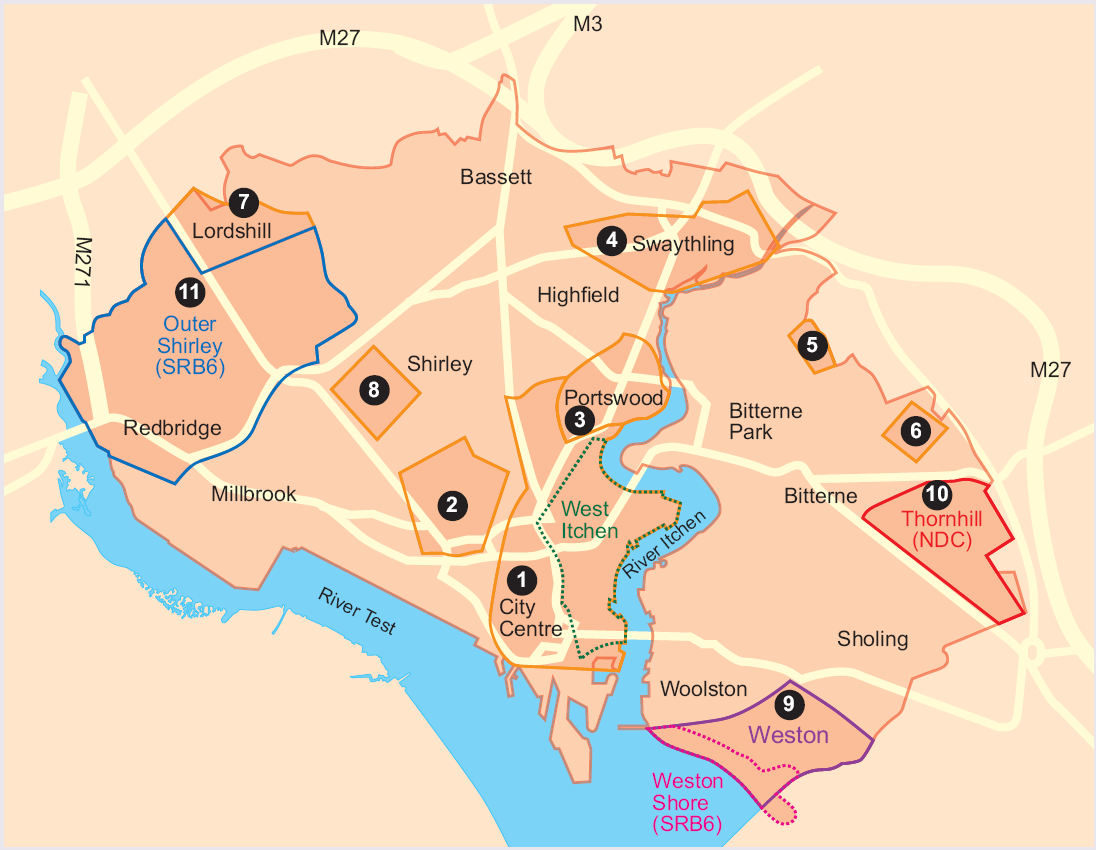 M27
M3
Bassett
7
Lordshill
4
Swaythling
M271
11
Highfield
Outer
Shirley
(SRB6)
5
Shirley
M27
8
Portswood
3
Bitterne
Park
Redbridge
6
Millbrook
2
West
Itchen
Bitterne
10
Thornhill
(NDC)
River Itchen
1
City
Centre
River Test
Sholing
Woolston
9
Weston
Weston
Shore
(SRB6)